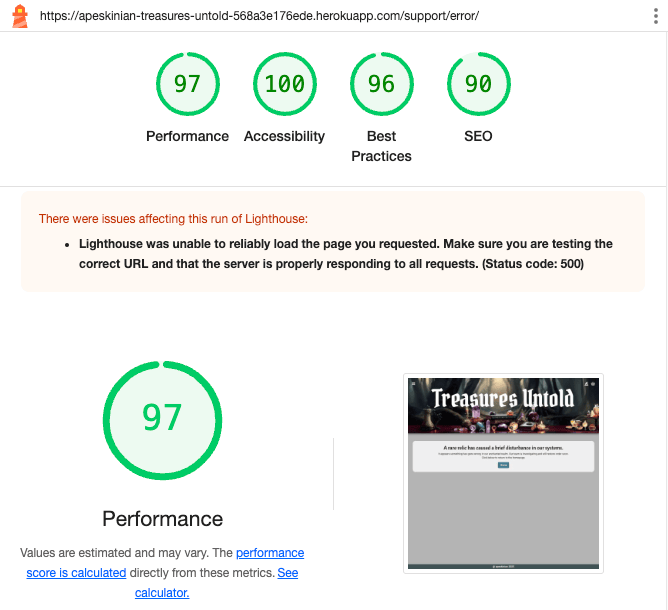 https://apeskinian-treasures-untold-568a3e176ede.herokuapp.com/support/error/
97
100
96
90
Performance
Accessibility
Best
Practices
SEO
There were issues affecting this run of Lighthouse:
Lighthouse was unable to reliably load the page you requested. Make sure you are testing the
correct URL and that the server is properly responding to all requests. (Status code: 500)
97
Treasures Untold
A new relic has caused a brief disturbance in our systems.
Performance
Values are estimated and may vary. The performance
score is calculated directly from these metrics. See
calculator.